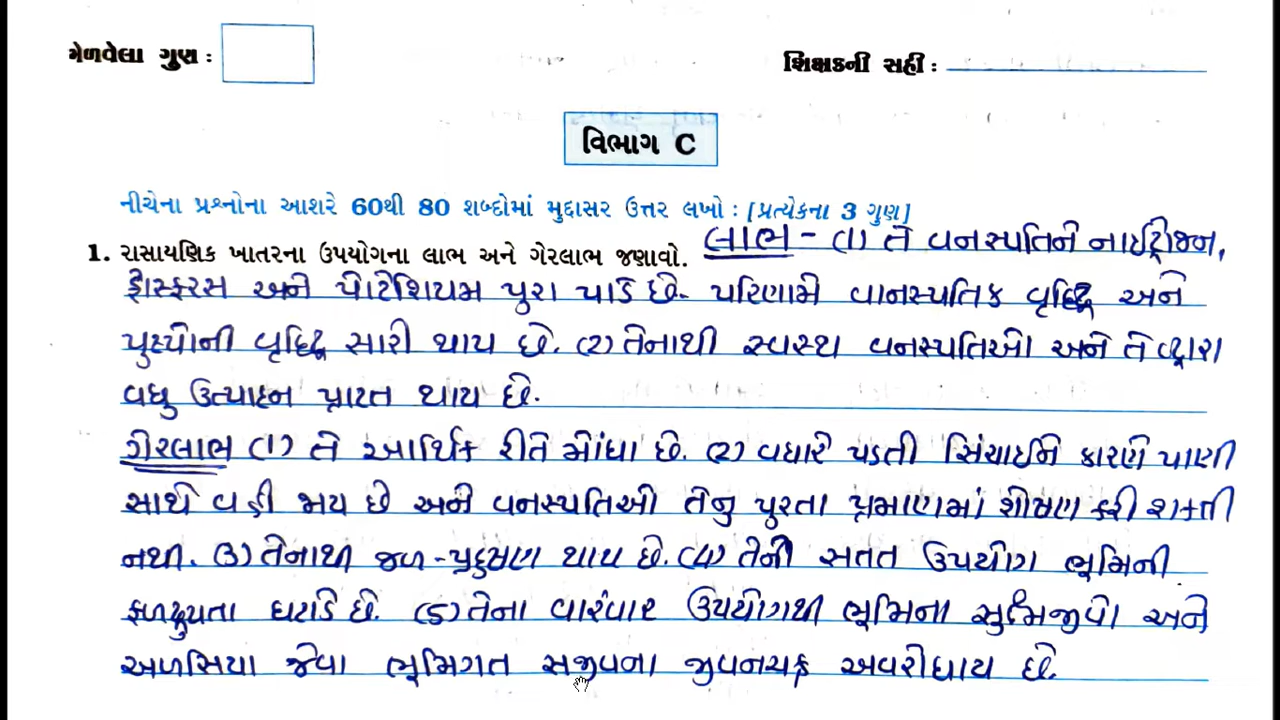 મેળવેલા ગુણ :
શિક્ષકની સહી :
વિભાગ C
નીચેના પ્રશ્નોના આશરે 60થી 80 શબ્દોમાં મુદ્દાસર ઉત્તર લખો : [પ્રત્યેકના 3 ગુણ]
1. રાસાયણિક ખાતરના ઉપયોગના લાભ અને ગેરલાભ જણાવો. લાભ - (1) તે વનસ્પતિને નાઈટ્રોજન,
ફોસ્ફરસ અને પોટેશિયમ પુરા પાડે છે. પરિણામે વાનસ્પતિક વૃદ્ધિ અને
પુષ્પોની વૃદ્ધિ સારી થાય છે. (2) તેનાથી સ્વસ્થ વનસ્પતિઓ અને તે દ્વારા
વધુ ઉત્પાદન પ્રાપ્ત થાય છે.
ગેરલાભ (1) તે આર્થિક રીતે મોંઘા છે. (2) વધારે પડતી સિંચાઈને કારણે પાણી
સાથે વહી જાય છે અને વનસ્પતિઓ તેનુ પુરતા પ્રમાણમાં શોષણ કરી શકતી
નથી. (3) તેનાથી જળ-પ્રદુષણ થાય છે. (4) તેનો સતત ઉપયોગ ભૂમિની
ફળદ્રુપતા ઘટાડે છે. (5) તેના વારંવાર ઉપયોગથી ભૂમિના સુક્ષ્મજીવો અને
અળસિયા જેવા ભૂમિગત સજીવના જીવનચક્ર અવરોધાય છે.